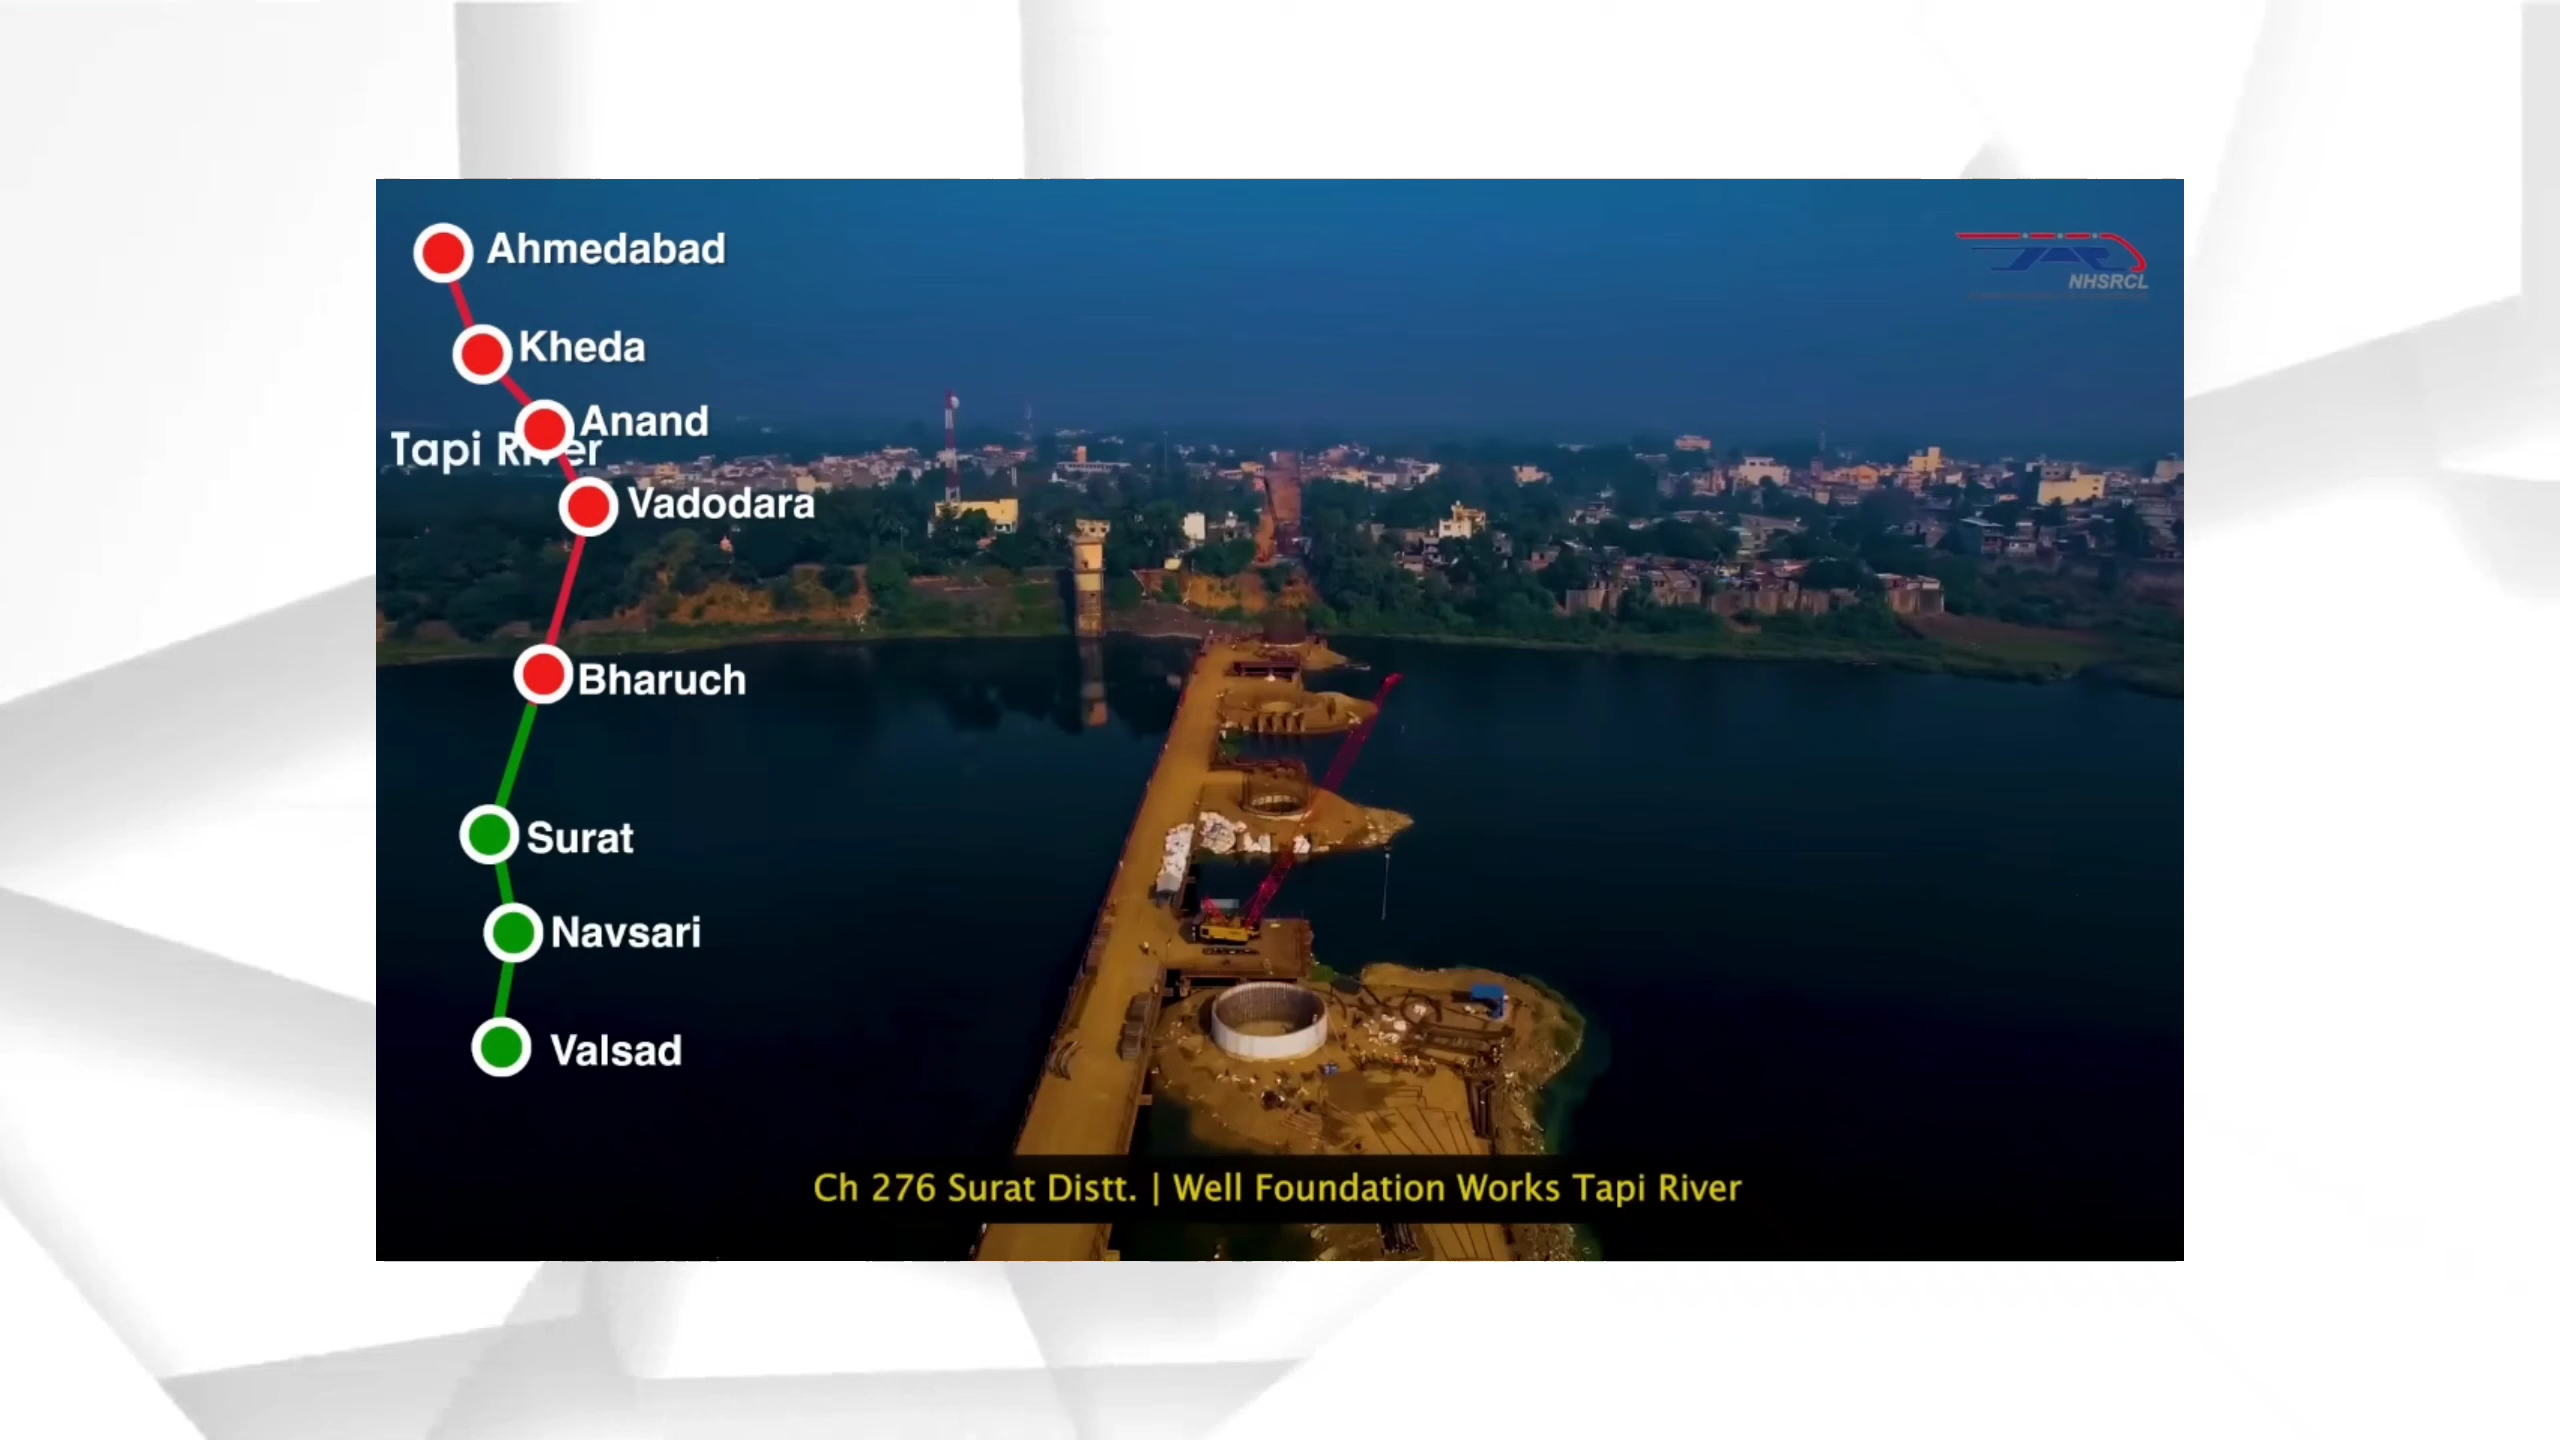 Ahmedabad
NHSRCL
Kheda
Anand
Tapi River
Vadodara
Bharuch
Surat
Navsari
Valsad
Ch 276 Surat Distt. | Well Foundation Works Tapi River